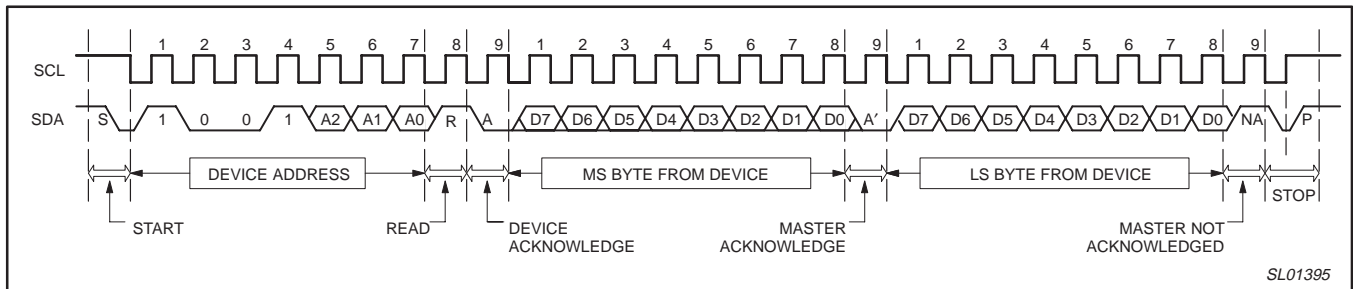 1 2 3 4 5 6 7 8 9 1 2 3 4 5 6 7 8 9 1 2 3 4 5 6 7 8 9
SCL
SDA S 1 0 0 1 A2 A1 A0 R A D7 D6 D5 D4 D3 D2 D1 D0 A′ D7 D6 D5 D4 D3 D2 D1 D0 NA P
DEVICE ADDRESS MS BYTE FROM DEVICE LS BYTE FROM DEVICE
STOP
START READ DEVICE MASTER MASTER NOT
ACKNOWLEDGE ACKNOWLEDGE ACKNOWLEDGED
SL01395